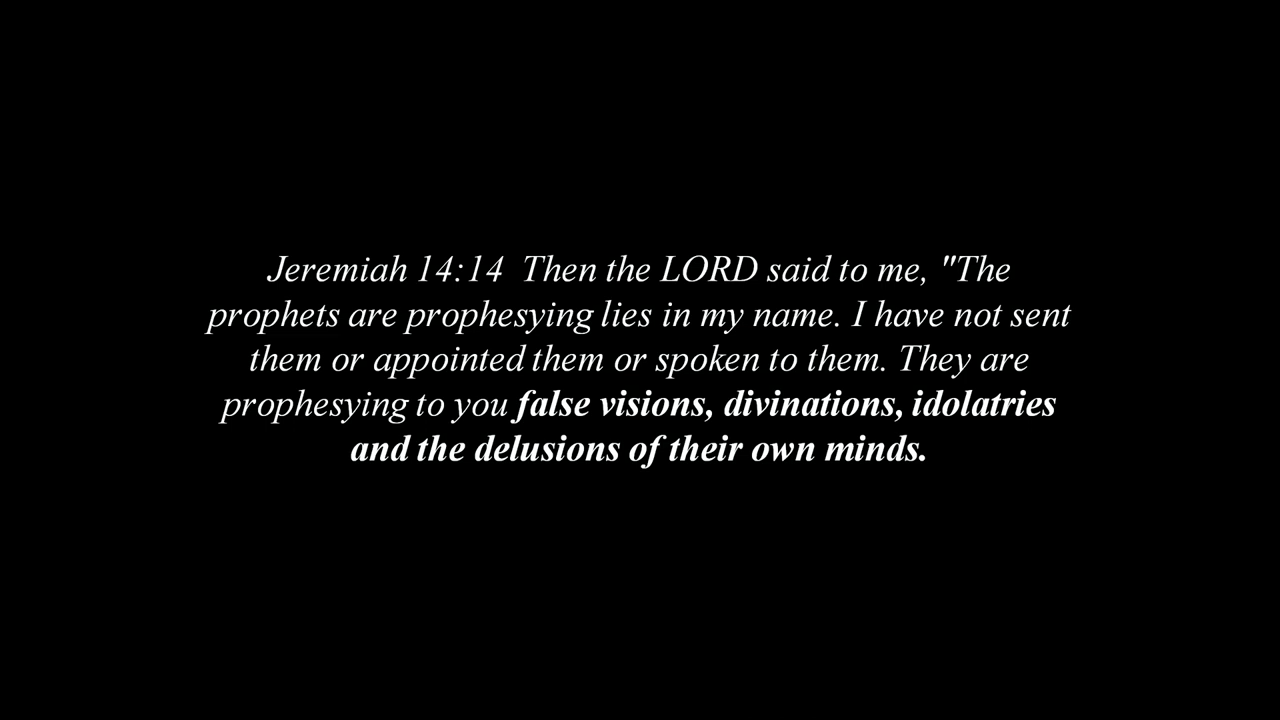 Jeremiah 14:14  Then the LORD said to me, "The
prophets are prophesying lies in my name. I have not sent
them or appointed them or spoken to them. They are
prophesying to you false visions, divinations, idolatries
and the delusions of their own minds.